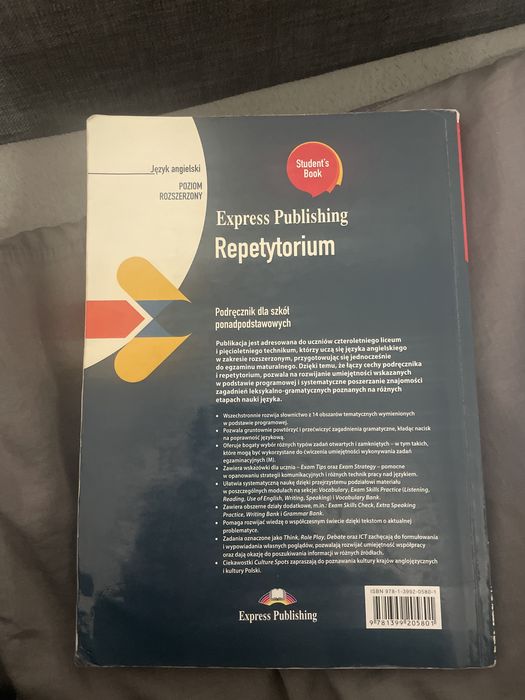 Język angielski
POZIOM
ROZSZERZONY
Student's
Book
Express Publishing
Repetytorium
Podręcznik dla szkół
ponadpodstawowych
Publikacja jest adresowana do uczniów czteroletniego liceum
i pięcioletniego technikum, którzy uczą się języka angielskiego
w zakresie rozszerzonym, przygotowując się jednocześnie
do egzaminu maturalnego. Dzięki temu, że łączy cechy podręcznika
i repetytorium, pozwala na rozwijanie umiejętności wskazanych
w podstawie programowej i systematyczne poszerzanie znajomości
zagadnień leksykalno-gramatycznych poznanych na różnych
etapach nauki języka.
• Wszechstronnie rozwija słownictwo z 14 obszarów tematycznych wymienionych
w podstawie programowej.
• Pozwala gruntownie powtórzyć i przećwiczyć zagadnienia gramatyczne, kładąc nacisk
na poprawność językową.
• Oferuje bogaty wybór różnych typów zadań otwartych i zamkniętych – w tym takich,
które mogą być wykorzystane do ćwiczenia umiejętności wykonywania zadań
egzaminacyjnych (M).
• Zawiera wskazówki dla ucznia – Exam Tips oraz Exam Strategy – pomocne
w opanowaniu strategii komunikacyjnych i różnych technik pracy nad językiem.
• Ułatwia systematyczną naukę dzięki przejrzystemu podziałowi materiału
w poszczególnych modułach na sekcje: Vocabulary, Exam Skills Practice (Listening,
Reading, Use of English, Writing, Speaking) i Vocabulary Bank.
• Zawiera obszerne działy dodatkowe, m.in.: Exam Skills Check, Extra Speaking
Practice, Writing Bank i Grammar Bank.
• Pomaga rozwijać wiedzę o współczesnym świecie dzięki tekstom o aktualnej
problematyce.
• Zadania oznaczone jako Think, Role Play, Debate oraz ICT zachęcają do formułowania
i wypowiadania własnych poglądów, pozwalają rozwijać umiejętność współpracy
oraz dają okazję do poszukiwania informacji w różnych źródłach.
• Ciekawostki Culture Spots zapraszają do poznawania kultury krajów anglojęzycznych
i kultury Polski.
Express Publishing
ISBN 978-1-3992-0580-1
9 781399 205801